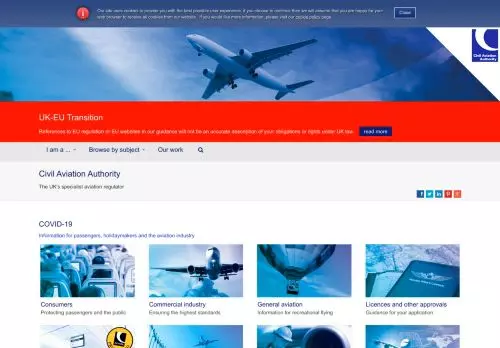 Our site uses cookies to provide you with the best possible user experience, if you choose to continue then we will assume that you are happy for your
web browser to receive all cookies from our website. If you would like more important, please visit our cookie policy page.
Close
Civil Aviation
Authority
UK-EU Transition
References to EU regulation or EU websites in our guidance will not be an accurate description of your obligations or rights under UK law.
read more
I am a ...
Browse by subject
Our work
Civil Aviation Authority
The UK's specialist aviation regulator
COVID-19
Information for passengers, holidaymakers and the aviation industry
Consumers
Commercial industry
General aviation
Licences and other approvals
Protecting passengers and the public
Ensuring the highest standards
Information for recreational flying
Guidance for your application